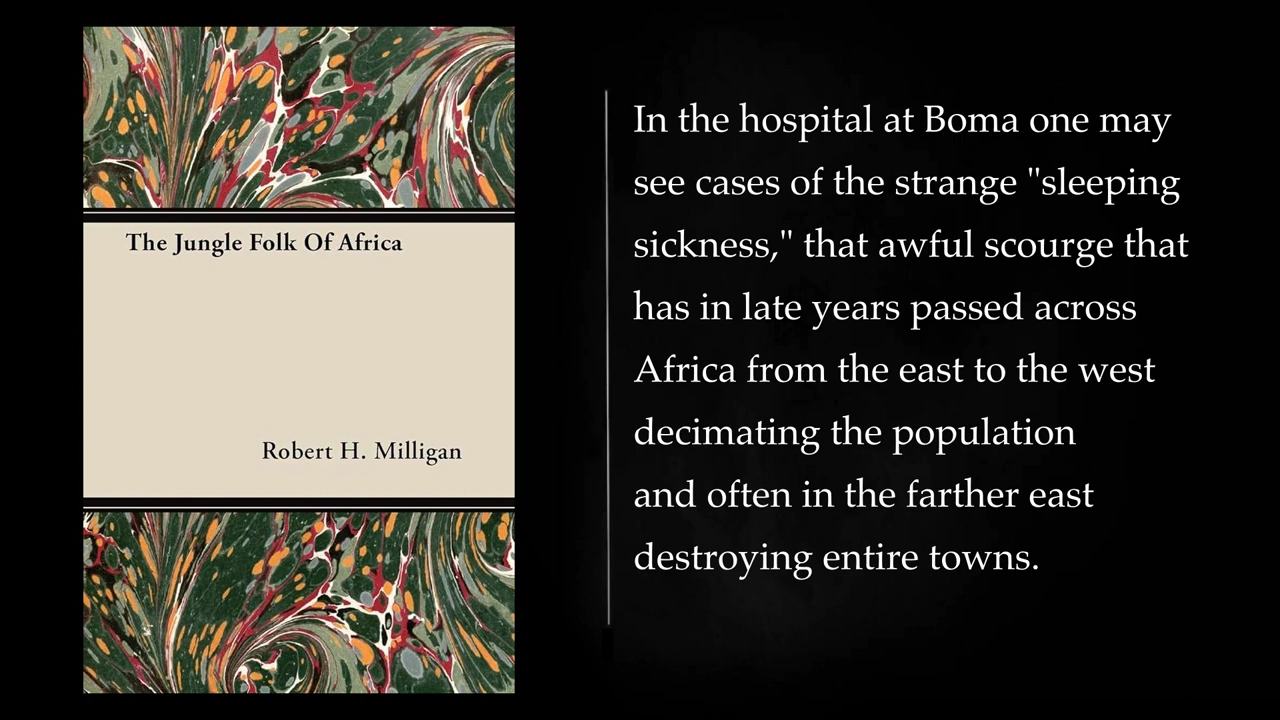 The Jungle Folk Of Africa
Robert H. Milligan
In the hospital at Boma one may
see cases of the strange "sleeping
sickness," that awful scourge that
has in late years passed across
Africa from the east to the west
decimating the population
and often in the farther east
destroying entire towns.